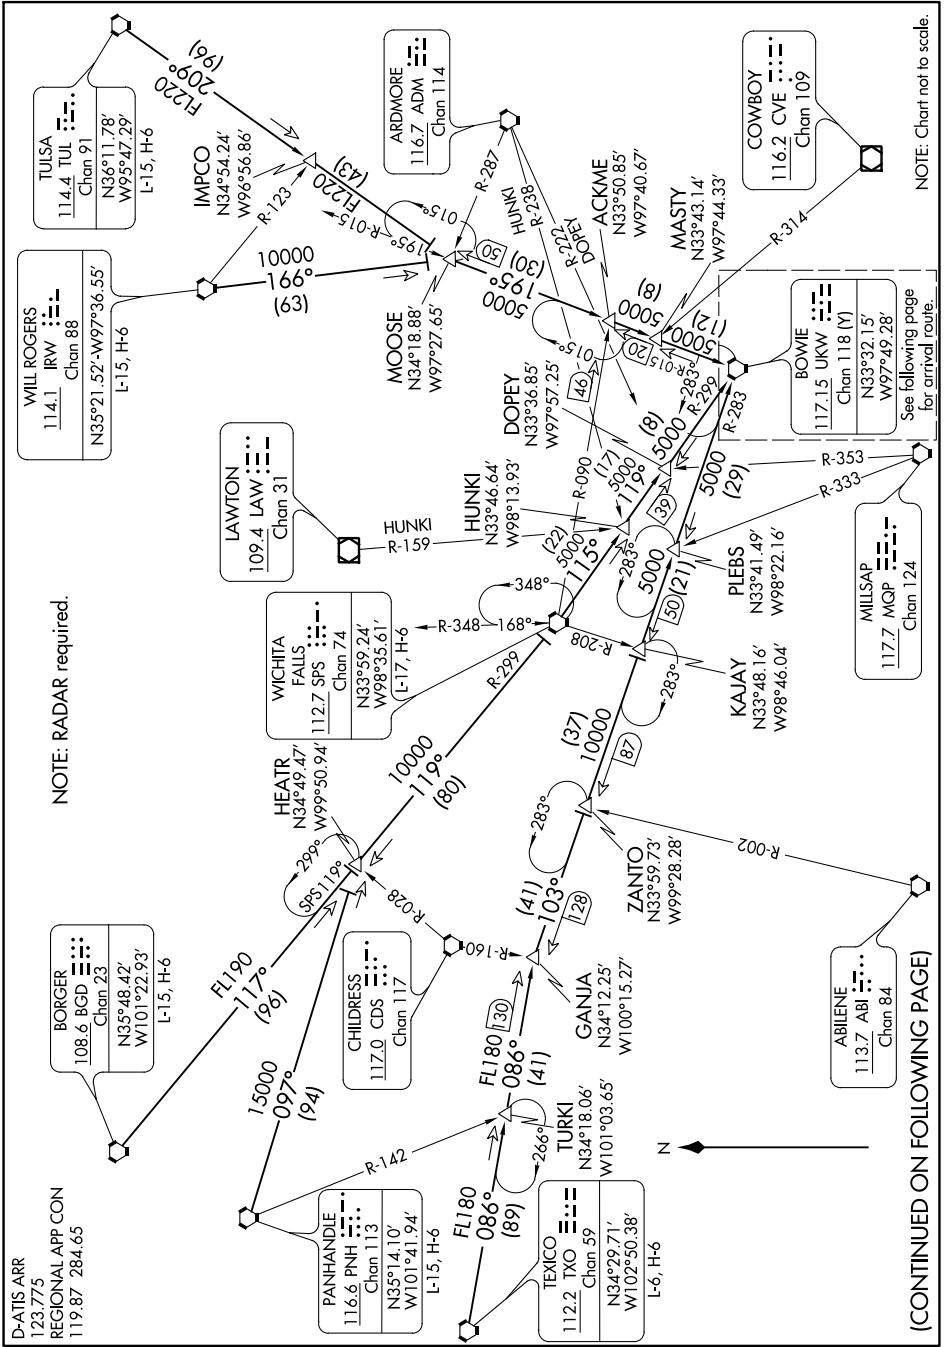 D-ATIS ARR
123.775
REGIONAL APP CON
119.87 284.65
NOTE: RADAR required.
NOTE: Chart not to scale.
BORGER
108.6 BGD
Chan 23
N35°48.42'
W101°22.93'
L-15, H-6
FL190
117°
(96)
15000
097°
(94)
PANHANDLE
116.6 PNH
Chan 113
N35°14.10'
W101°41.94'
L-15, H-6
R-142
TEXICO
112.2 TXO
Chan 59
N34°29.71'
W102°50.38'
L-6, H-6
FL180
086°
(89)
266°
TURKI
N34°18.06'
W101°03.65'
FL180
086°
(41)
130
CHILDRESS
117.0 CDS
Chan 117
R-028
R-160
GANJA
N34°12.25'
W100°15.27'
(41)
103°
128
283°
ZANTO
N33°59.73'
W99°28.28'
R-002
ABILENE
113.7 ABI
Chan 84
(37)
10000
87
283°
KAJAY
N33°48.16'
W98°46.04'
HEATR
N34°49.47'
W99°50.94'
299°
SPS119°
10000
119°
(80)
R-299
WICHITA
FALLS
112.7 SPS
Chan 74
N33°59.24'
W98°35.61'
L-17, H-6
R-348
168°
348°
R-208
LAWTON
109.4 LAW
Chan 31
HUNKI
R-159
HUNKI
N33°46.64'
W98°13.93'
(22)
5000
115°
R-090
283°
5000
(21)
50
PLEBS
N33°41.49'
W98°22.16'
(17)
5000
119°
39
DOPEY
N33°36.85'
W97°57.25'
46
(8)
5000
283°
R-299
R-283
5000
(29)
R-353
R-333
MILLSAP
117.7 MQP
Chan 124
WILL ROGERS
114.1 IRW
Chan 88
N35°21.52'-W97°36.55'
L-15, H-6
10000
166°
(63)
R-123
TULSA
114.4 TUL
Chan 91
N36°11.78'
W95°47.29'
L-15, H-6
FL220
209°
(96)
IMPCO
N34°54.24'
W96°56.86'
FL220
(43)
R-015
015°
195°
MOOSE
N34°18.88'
W97°27.65'
50
R-287
ARDMORE
116.7 ADM
Chan 114
HUNKI
R-238
R-222
DOPEY
5000
195°
(30)
015°
ACKME
N33°50.85'
W97°40.67'
5000
(8)
20
R-015
MASTY
N33°43.14'
W97°44.33'
5000
(12)
R-314
COWBOY
116.2 CVE
Chan 109
BOWIE
117.15 UKW
Chan 118 (Y)
N33°32.15'
W97°49.28'
See following page
for arrival route.
N
(CONTINUED ON FOLLOWING PAGE)